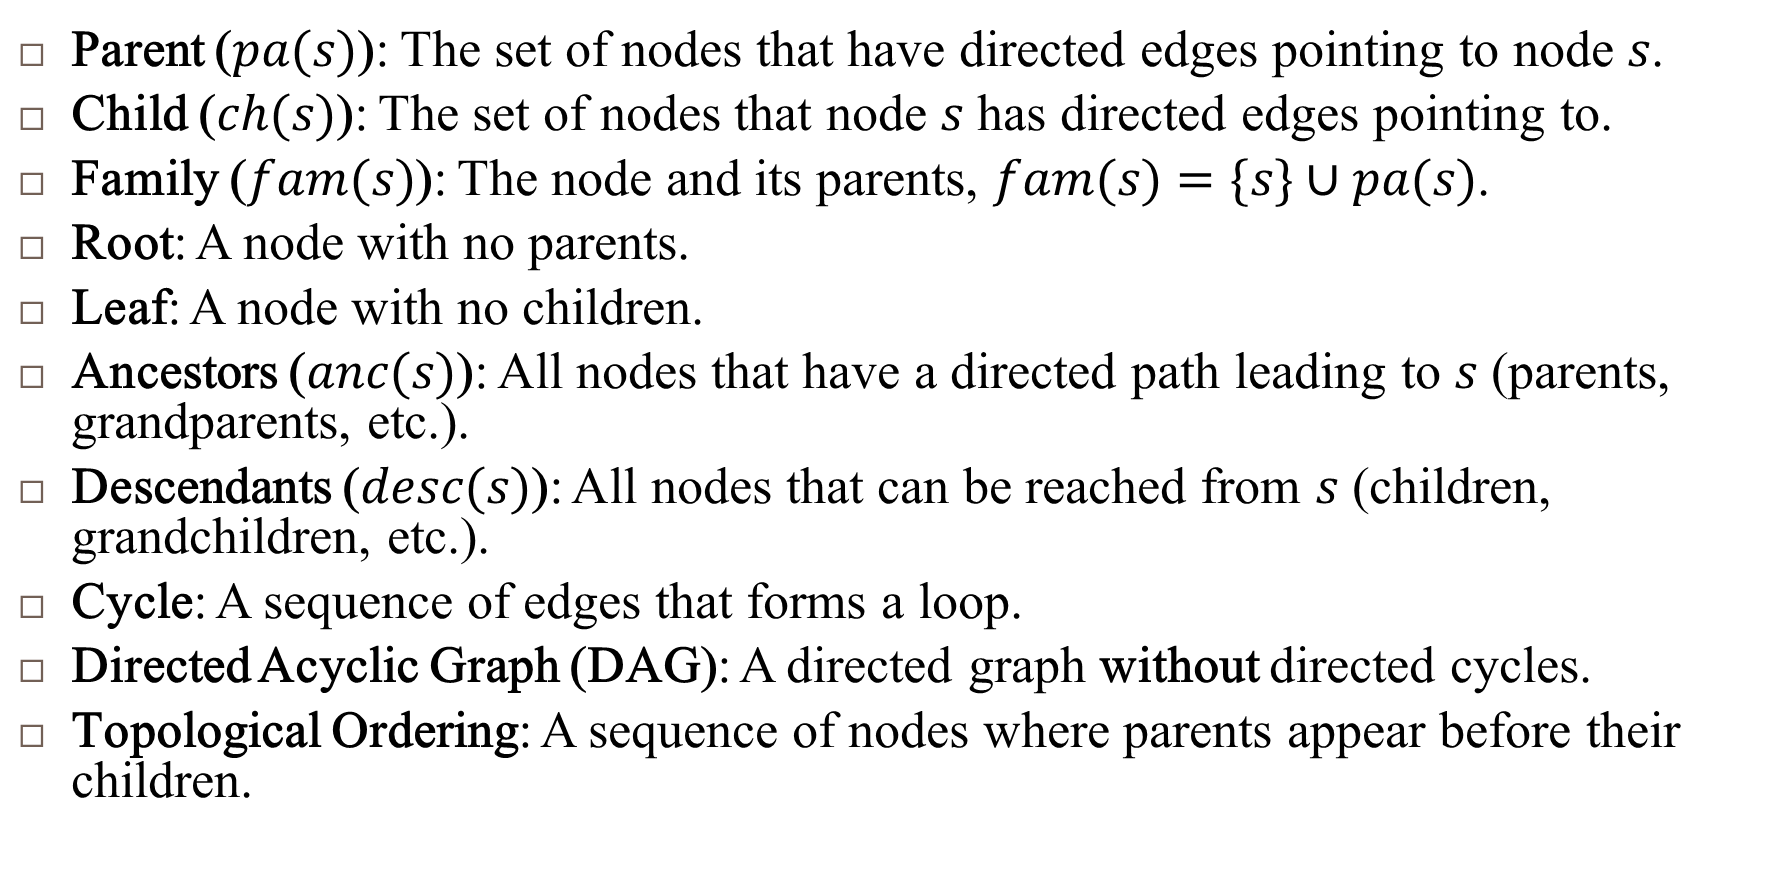 □ Parent (𝑝𝑎(𝑠)): The set of nodes that have directed edges pointing to node 𝑠.
□ Child (𝑐ℎ(𝑠)): The set of nodes that node 𝑠 has directed edges pointing to.
□ Family (𝑓𝑎𝑚(𝑠)): The node and its parents, 𝑓𝑎𝑚(𝑠) = {𝑠} ∪ 𝑝𝑎(𝑠).
□ Root: A node with no parents.
□ Leaf: A node with no children.
□ Ancestors (𝑎𝑛𝑐(𝑠)): All nodes that have a directed path leading to 𝑠 (parents,
grandparents, etc.).
□ Descendants (𝑑𝑒𝑠𝑐(𝑠)): All nodes that can be reached from 𝑠 (children,
grandchildren, etc.).
□ Cycle: A sequence of edges that forms a loop.
□ Directed Acyclic Graph (DAG): A directed graph without directed cycles.
□ Topological Ordering: A sequence of nodes where parents appear before their
children.